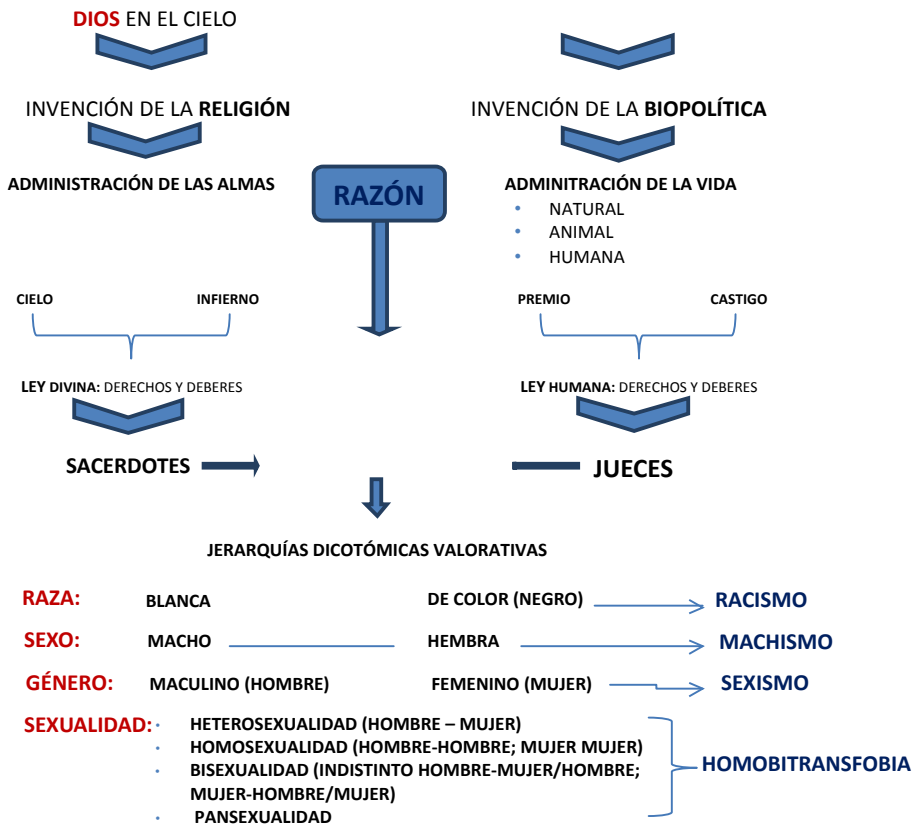 DIOS EN EL CIELO
INVENCIÓN DE LA RELIGIÓN
ADMINISTRACIÓN DE LAS ALMAS
CIELO INFIERNO
LEY DIVINA: DERECHOS Y DEBERES
SACERDOTES
RAZÓN
INVENCIÓN DE LA BIOPOLÍTICA
ADMINITRACIÓN DE LA VIDA
• NATURAL
• ANIMAL
• HUMANA
PREMIO CASTIGO
LEY HUMANA: DERECHOS Y DEBERES
JUECES
JERARQUÍAS DICOTÓMICAS VALORATIVAS
RAZA: BLANCA DE COLOR (NEGRO) RACISMO
SEXO: MACHO HEMBRA MACHISMO
GÉNERO: MACULINO (HOMBRE) FEMENINO (MUJER) SEXISMO
SEXUALIDAD: • HETEROSEXUALIDAD (HOMBRE – MUJER)
• HOMOSEXUALIDAD (HOMBRE-HOMBRE; MUJER MUJER)
• BISEXUALIDAD (INDISTINTO HOMBRE-MUJER/HOMBRE;
MUJER-HOMBRE/MUJER)
• PANSEXUALIDAD
HOMOBITRANSFOBIA